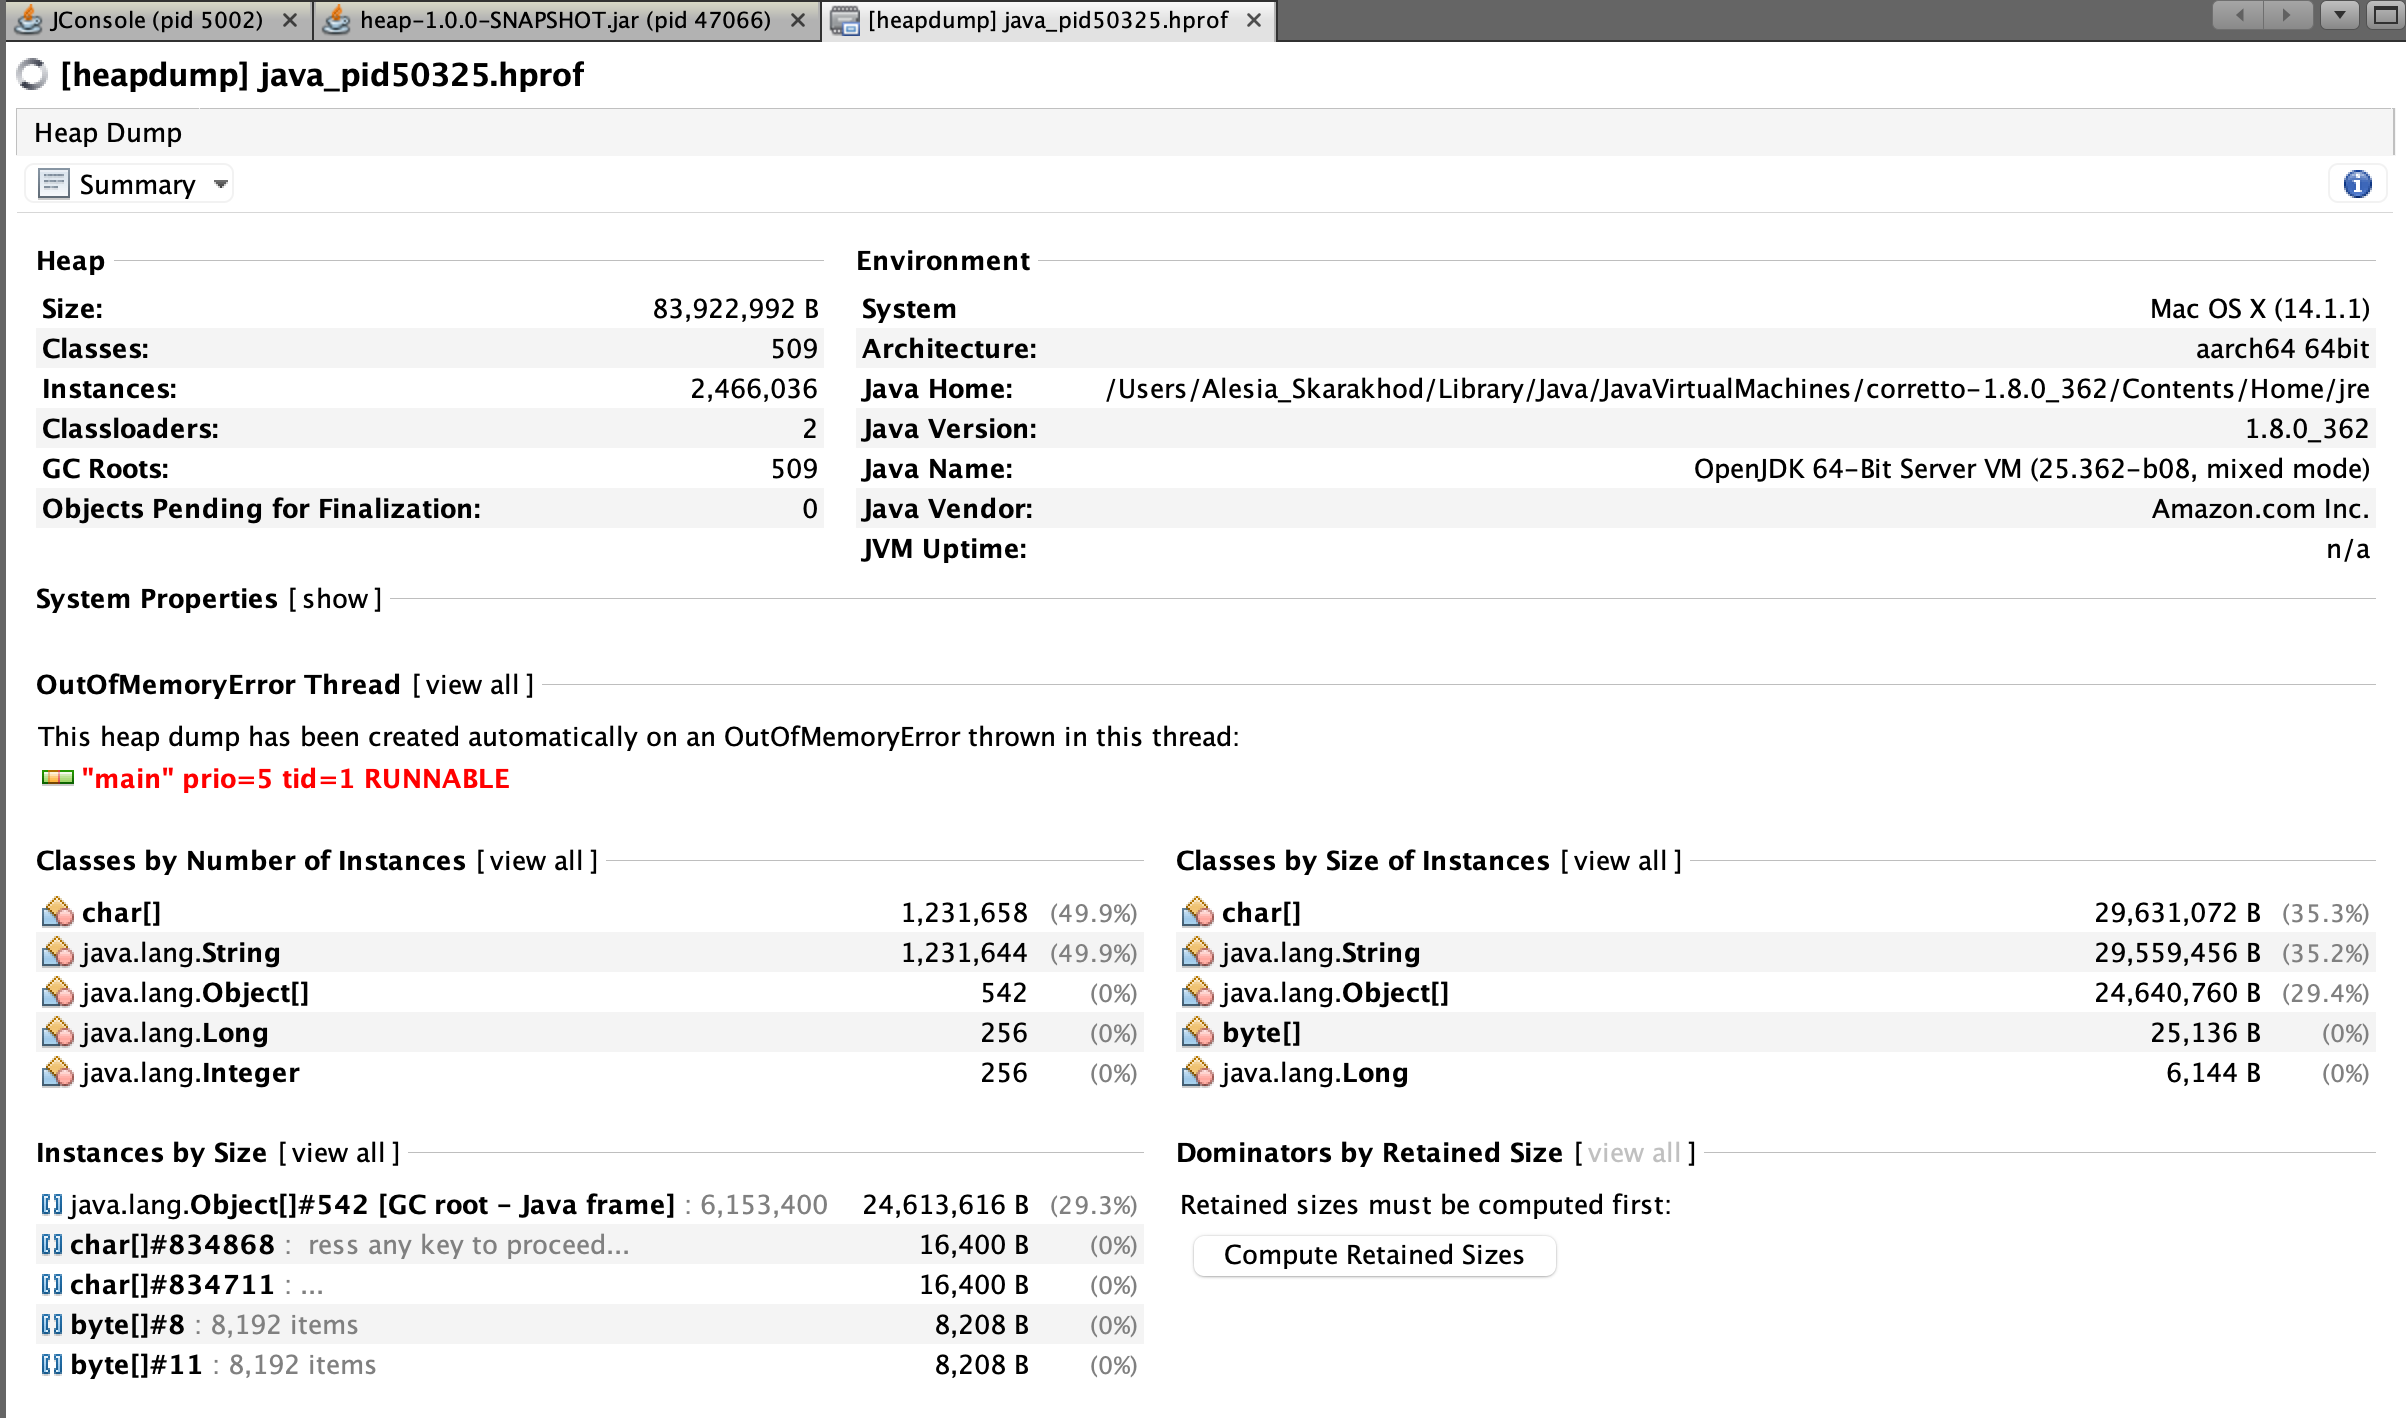 JConsole (pid 5002) heap-1.0.0-SNAPSHOT.jar (pid 47066) [heapdump] java_pid50325.hprof
[heapdump] java_pid50325.hprof
Heap Dump
Summary
Heap
Size: 83,922,992 B
Classes: 509
Instances: 2,466,036
Classloaders: 2
GC Roots: 509
Objects Pending for Finalization: 0
Environment
System Mac OS X (14.1.1)
Architecture: aarch64 64bit
Java Home: /Users/Alesia_Skarakhod/Library/Java/JavaVirtualMachines/corretto-1.8.0_362/Contents/Home/jre
Java Version: 1.8.0_362
Java Name: OpenJDK 64-Bit Server VM (25.362-b08, mixed mode)
Java Vendor: Amazon.com Inc.
JVM Uptime: n/a
System Properties [show]
OutOfMemoryError Thread [view all]
This heap dump has been created automatically on an OutOfMemoryError thrown in this thread:
"main" prio=5 tid=1 RUNNABLE
Classes by Number of Instances [view all]
char[] 1,231,658 (49.9%)
java.lang.String 1,231,644 (49.9%)
java.lang.Object[] 542 (0%)
java.lang.Long 256 (0%)
java.lang.Integer 256 (0%)
Classes by Size of Instances [view all]
char[] 29,631,072 B (35.3%)
java.lang.String 29,559,456 B (35.2%)
java.lang.Object[] 24,640,760 B (29.4%)
byte[] 25,136 B (0%)
java.lang.Long 6,144 B (0%)
Instances by Size [view all]
java.lang.Object[]#542 [GC root - Java frame] : 6,153,400 24,613,616 B (29.3%)
char[]#834868 : ress any key to proceed... 16,400 B (0%)
char[]#834711 : ... 16,400 B (0%)
byte[]#8 : 8,192 items 8,208 B (0%)
byte[]#11 : 8,192 items 8,208 B (0%)
Dominators by Retained Size [view all]
Retained sizes must be computed first:
Compute Retained Sizes